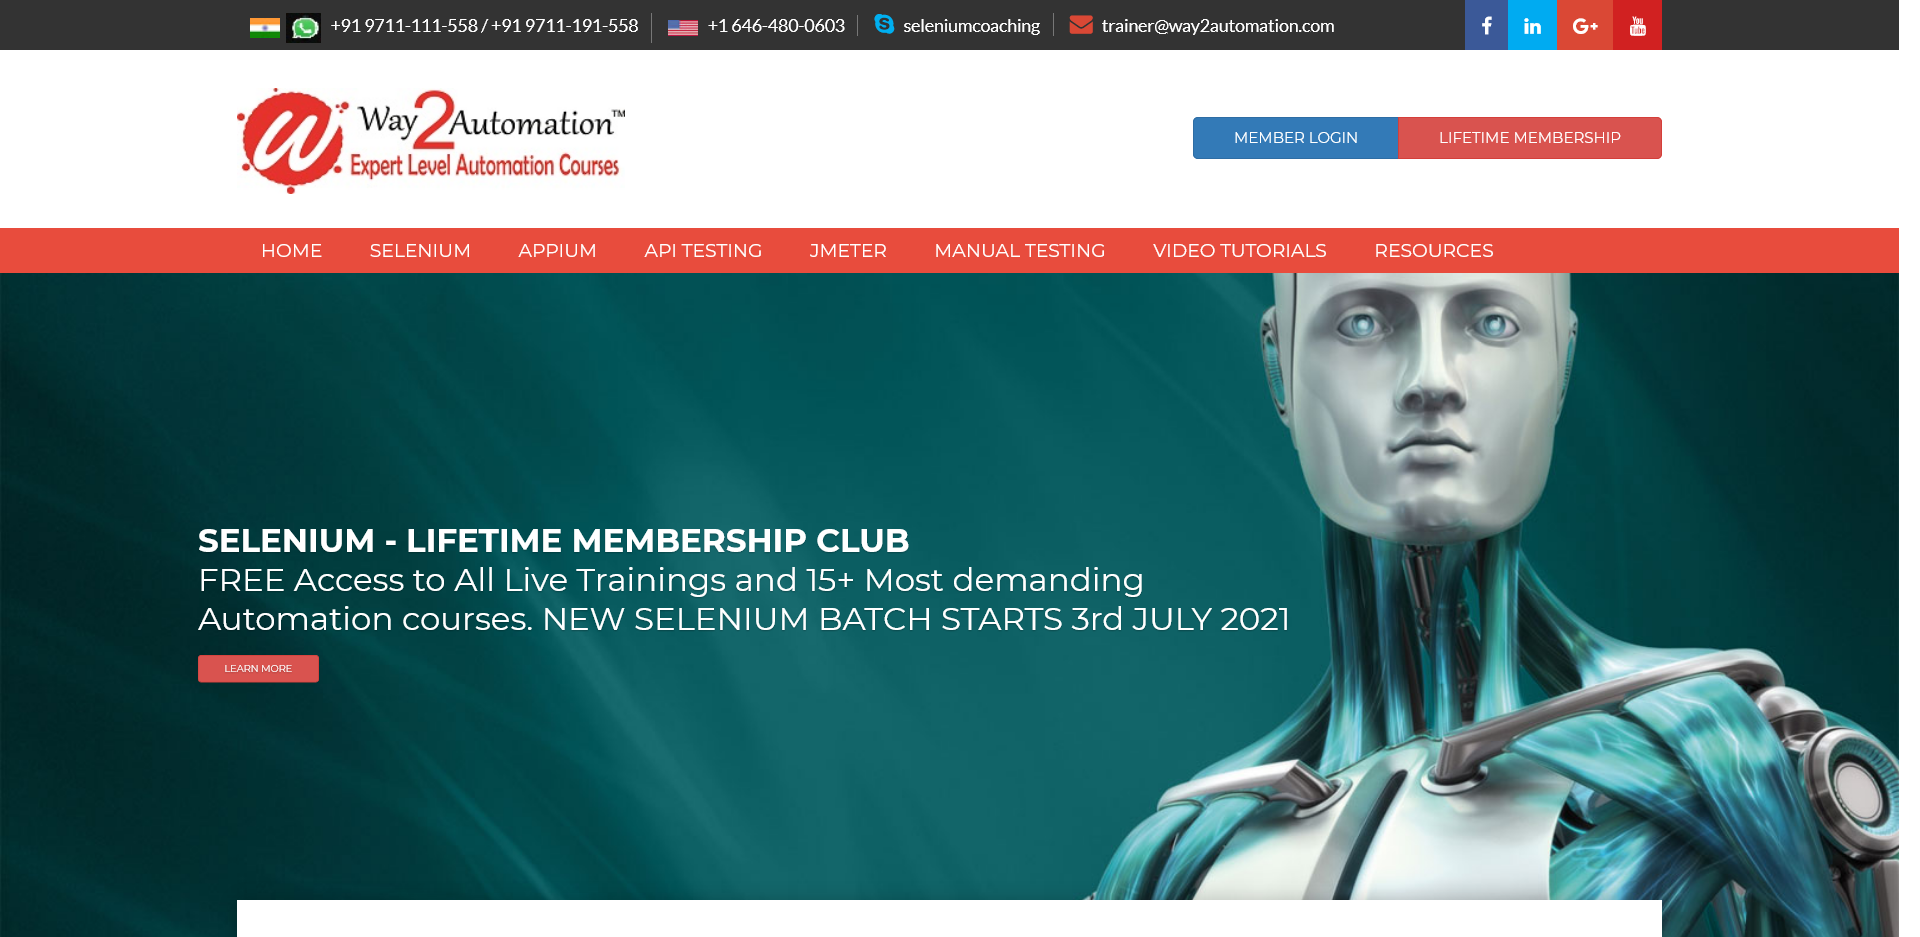 +91 9711-111-558 / +91 9711-191-558
+1 646-480-0603
seleniumcoaching
trainer@way2automation.com
f
in
G+
You Tube
Way2Automation™
Expert Level Automation Courses
MEMBER LOGIN
LIFETIME MEMBERSHIP
HOME
SELENIUM
APPIUM
API TESTING
JMETER
MANUAL TESTING
VIDEO TUTORIALS
RESOURCES
SELENIUM - LIFETIME MEMBERSHIP CLUB
FREE Access to All Live Trainings and 15+ Most demanding
Automation courses. NEW SELENIUM BATCH STARTS 3rd JULY 2021
LEARN MORE